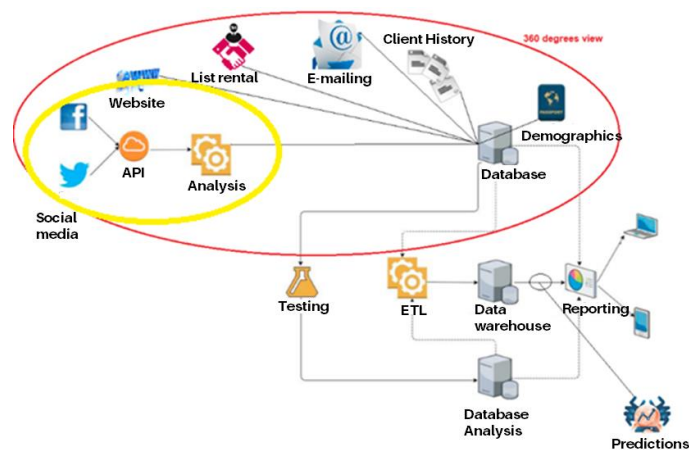 360 degrees view
Client History
List rental
E-mailing
WWW
Website
Demographics
API
Analysis
Database
Social
media
Testing
ETL
Data
warehouse
Reporting
Database
Analysis
Predictions